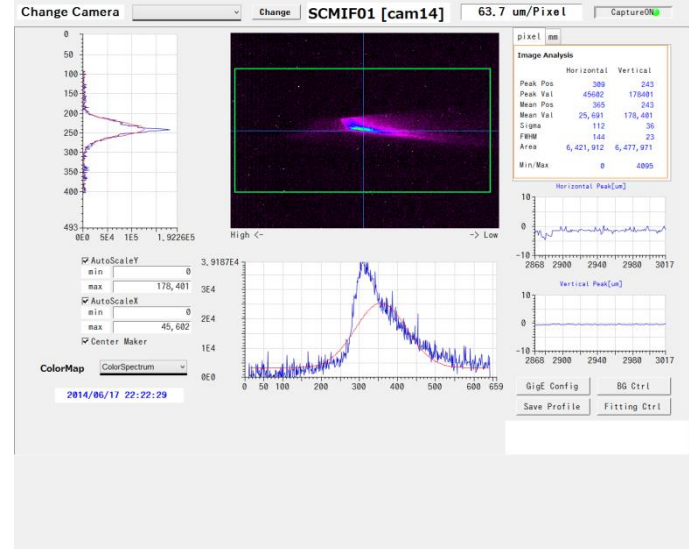 Change Camera Change SCMIF01 [cam14] 63.7 um/Pixel CaptureON
pixel mm
Image Analysis
Horizontal Vertical
Peak Pos 309 243
Peak Val 45602 178401
Mean Pos 365 243
Mean Val 25,691 178,401
Sigma 112 36
FWHM 144 23
Area 6,421,912 6,477,971
Min/Max 0 4095
0
50
100
150
200
250
300
350
400
493
0E0 5E4 1E5 1,9226E5
High <- -> Low
Horizontal Peak[um]
10
-10
2868 2900 2940 2980 3017
Vertical Peak[um]
10
-10
2868 2900 2940 2980 3017
AutoScaleY
min 0
max 178,401
AutoScaleX
min 0
max 45,602
Center Maker
ColorMap ColorSpectrum
2014/06/17 22:22:29
3,9187E4
3E4
2E4
1E4
0E0
0 50 100 200 300 400 500 600 659
GigE Config BG Ctrl
Save Profile Fitting Ctrl